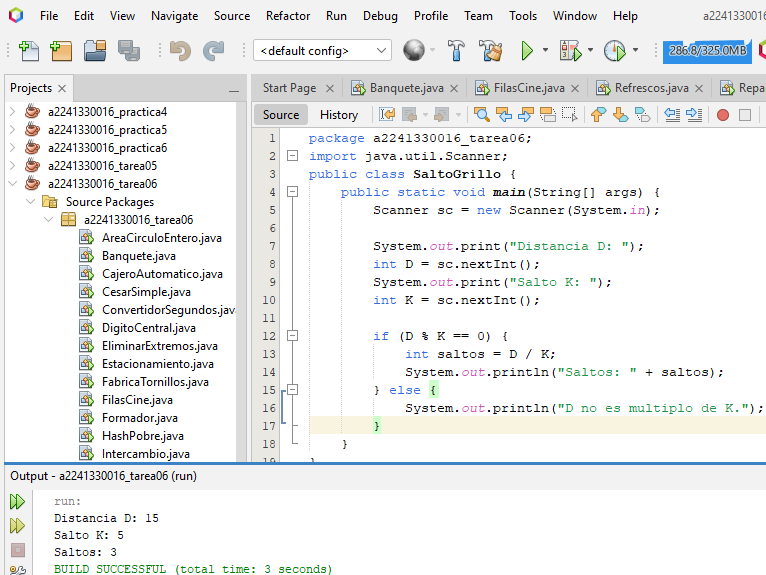 File Edit View Navigate Source Refactor Run Debug Profile Team Tools Window Help a2241330016
<default config> 286.8/325.0MB
Projects × Start Page × Banquete.java × FilasCine.java × Refrescos.java × Repa
Source History
a2241330016_practica4
a2241330016_practica5
a2241330016_practica6
a2241330016_tarea05
a2241330016_tarea06
Source Packages
a2241330016_tarea06
AreaCirculoEntero.java
Banquete.java
CajeroAutomatico.java
CesarSimple.java
ConvertidorSegundos.java
DigitoCentral.java
EliminarExtremos.java
Estacionamiento.java
FabricaTornillos.java
FilasCine.java
Formador.java
HashPobre.java
Intercambio.java
1 package a2241330016_tarea06;
2 import java.util.Scanner;
3 public class SaltoGrillo {
4 public static void main(String[] args) {
5 Scanner sc = new Scanner(System.in);
6
7 System.out.print("Distancia D: ");
8 int D = sc.nextInt();
9 System.out.print("Salto K: ");
10 int K = sc.nextInt();
11
12 if (D % K == 0) {
13 int saltos = D / K;
14 System.out.println("Saltos: " + saltos);
15 } else {
16 System.out.println("D no es multiplo de K.");
17 }
18 }
19 }
Output - a2241330016_tarea06 (run)
run:
Distancia D: 15
Salto K: 5
Saltos: 3
BUILD SUCCESSFUL (total time: 3 seconds)